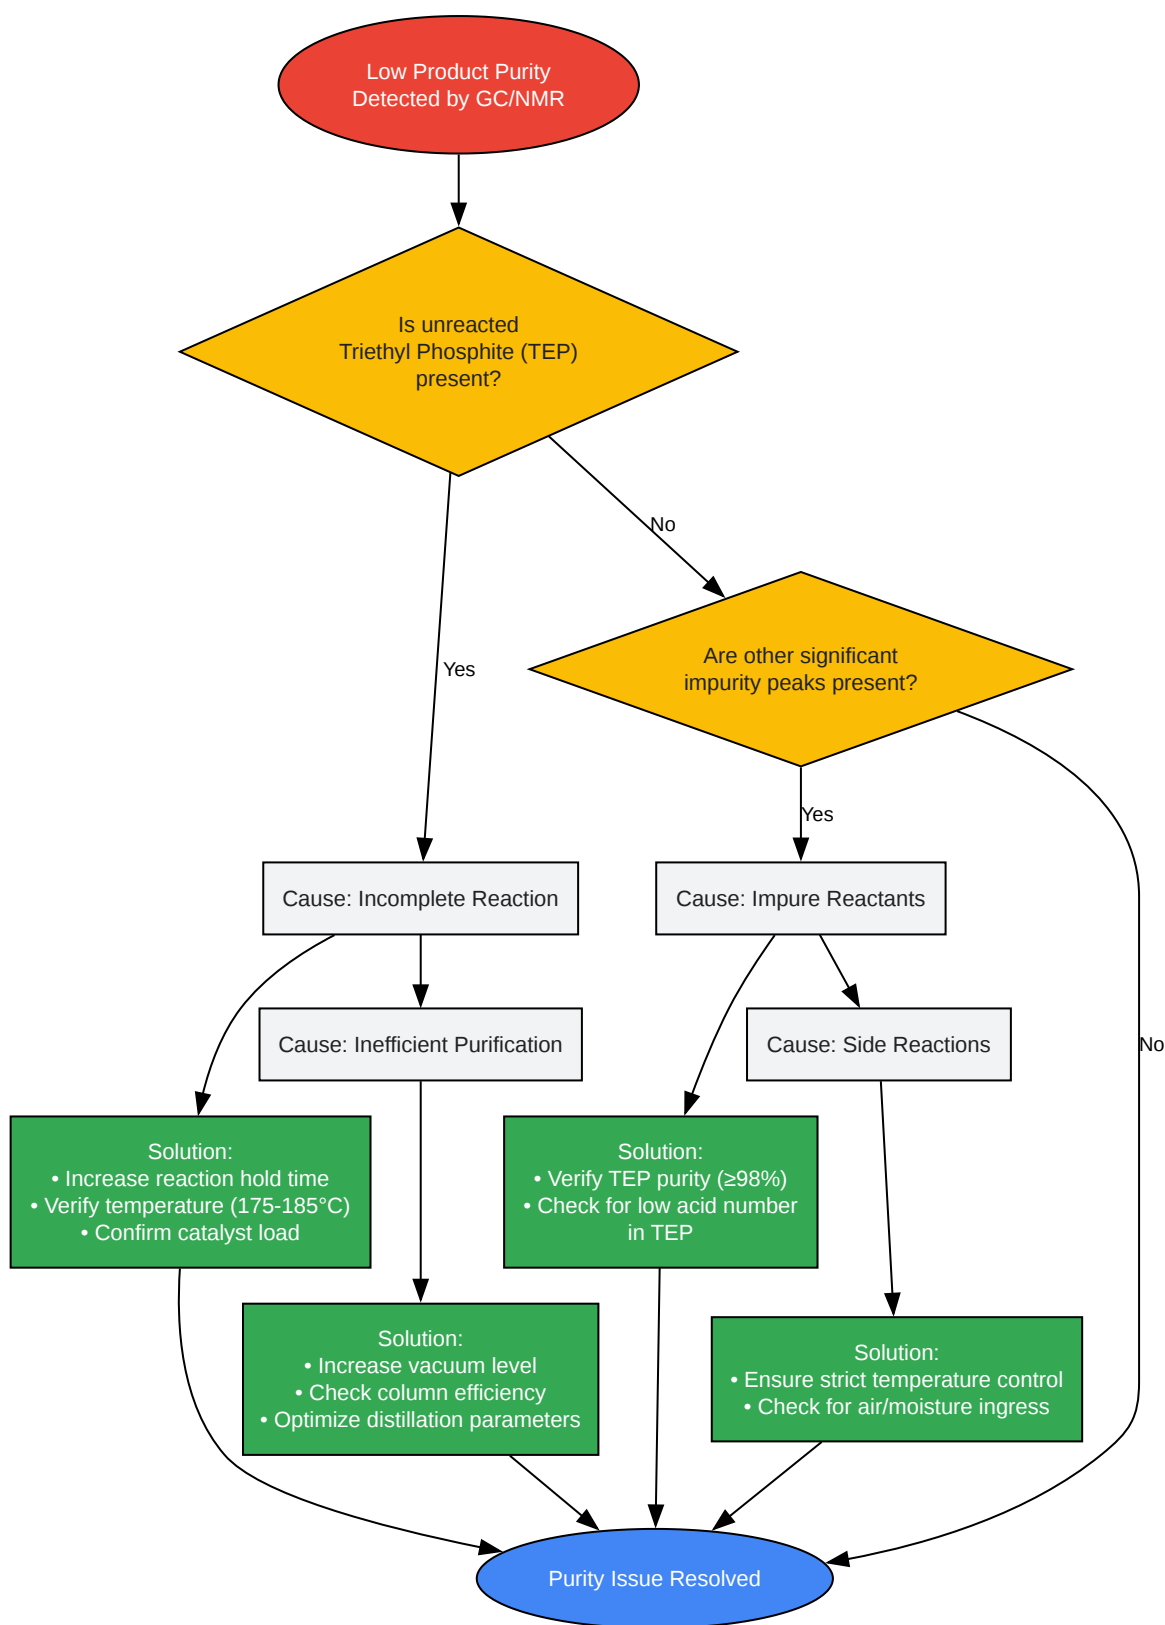 Low Product Purity
Detected by GC/NMR
Is unreacted
Triethyl Phosphite (TEP)
present?
No
Are other significant
impurity peaks present?
Yes
Yes
Cause: Incomplete Reaction
Cause: Impure Reactants
Cause: Inefficient Purification
Cause: Side Reactions
No
Solution:
• Increase reaction hold time
• Verify temperature (175-185°C)
• Confirm catalyst load
Solution:
• Verify TEP purity (≥98%)
• Check for low acid number
in TEP
Solution:
• Increase vacuum level
• Check column efficiency
• Optimize distillation parameters
Solution:
• Ensure strict temperature control
• Check for air/moisture ingress
Purity Issue Resolved